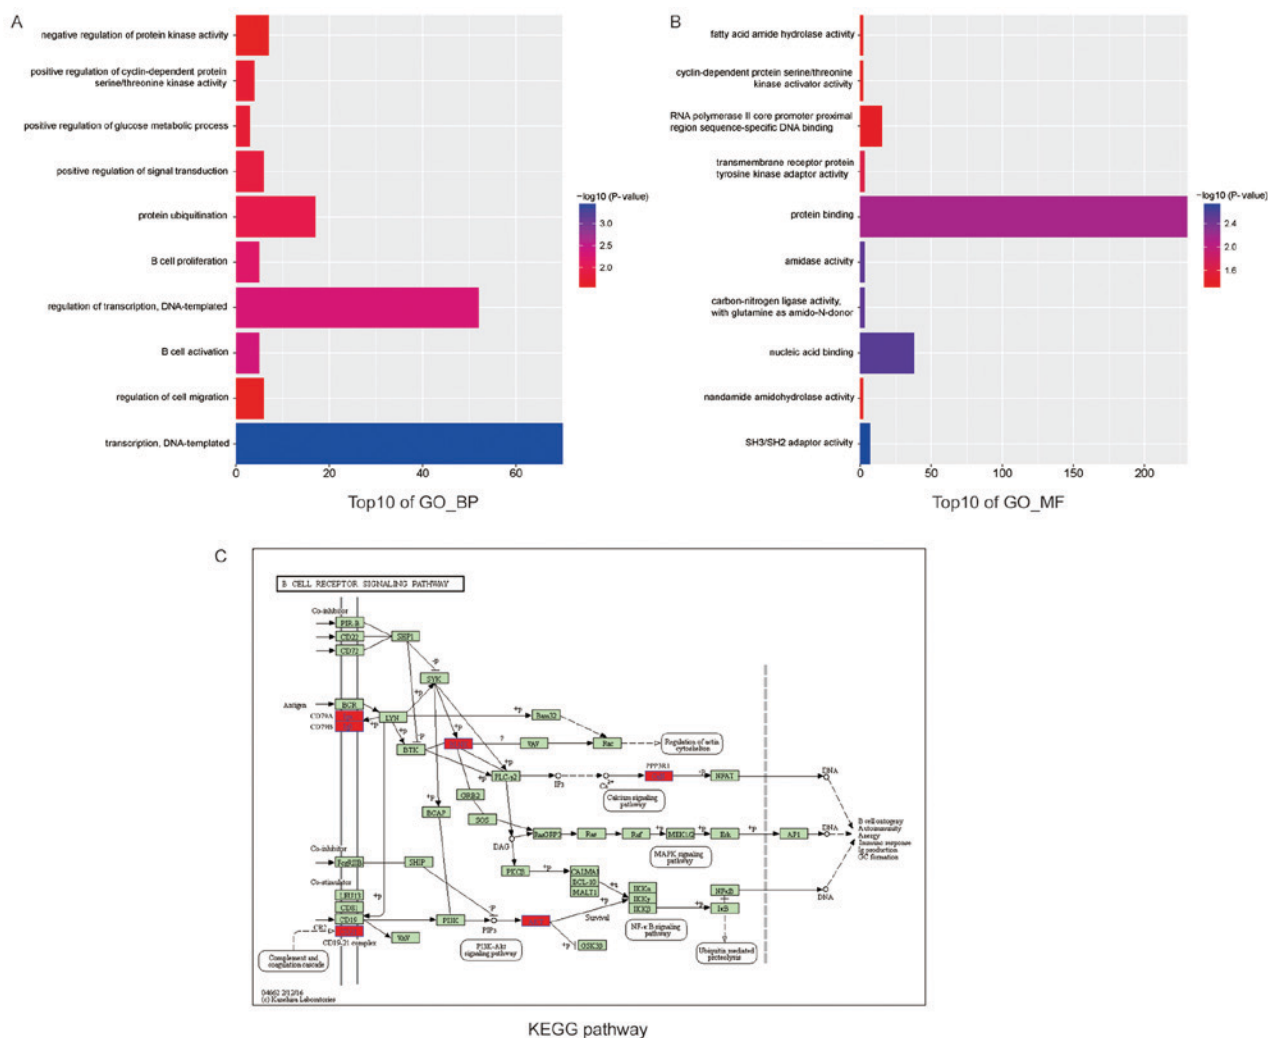 A
negative regulation of protein kinase activity
positive regulation of cyclin-dependent protein
serine/threonine kinase activity
positive regulation of glucose metabolic process
positive regulation of signal transduction
protein ubiquitination
B cell proliferation
regulation of transcription, DNA-templated
B cell activation
regulation of cell migration
transcription, DNA-templated
0 20 40 60
Top10 of GO_BP
−log10 (P-value)
3.0
2.5
2.0
B
fatty acid amide hydrolase activity
cyclin-dependent protein serine/threonine
kinase activator activity
RNA polymerase II core promoter proximal
region sequence-specific DNA binding
transmembrane receptor protein
tyrosine kinase adaptor activity
protein binding
amidase activity
carbon-nitrogen ligase activity,
with glutamine as amido-N-donor
nucleic acid binding
nandamide amidohydrolase activity
SH3/SH2 adaptor activity
0 50 100 150 200
Top10 of GO_MF
−log10 (P-value)
2.4
2.0
1.6
C
B CELL RECEPTOR SIGNALING PATHWAY
Co-inhibitor
PIR-B
CD22
CD72
SHP1
-p
SYK
+p
Antigen
BCR
CD79A
CD79B
LYN
+p
+p
-p
BTK
+p
+p
Bam32
?
VAV
Rac
Regulation of actin
cytoskeleton
+p
+p
PLC-γ2
IP3
Ca2+
PPP3R1
-p
NFAT
DNA
Calcium signaling
pathway
GRB2
SOS
+p
BCAP
DAG
RasGRP3
Ras
Raf
+p
MEK1/2
+p
Erk
+p
AP1
DNA
MAPK signaling
pathway
B cell ontogeny
Autoimmunity
Anergy
Immune response
Ig production
GC formation
Co-inhibitor
FcγRIIB
SHIP
PKCβ
+p
CARMA1
BCL-10
MALT1
+u
IKKα
IKKγ
IKKβ
+p
NFκB
IκB
DNA
Co-stimulator
LEU13
CD81
CD19
+p
CD19-21 complex
VAV
+p
PI3K
-p
PIP3
+p
Survival
+p
GSK3β
PI3K-Akt
signaling pathway
NF-κ B signaling
pathway
Ubiquitin mediated
proteolysis
Complement and
coagulation cascade
04662 2/12/16
(c) Kanehisa Laboratories
KEGG pathway